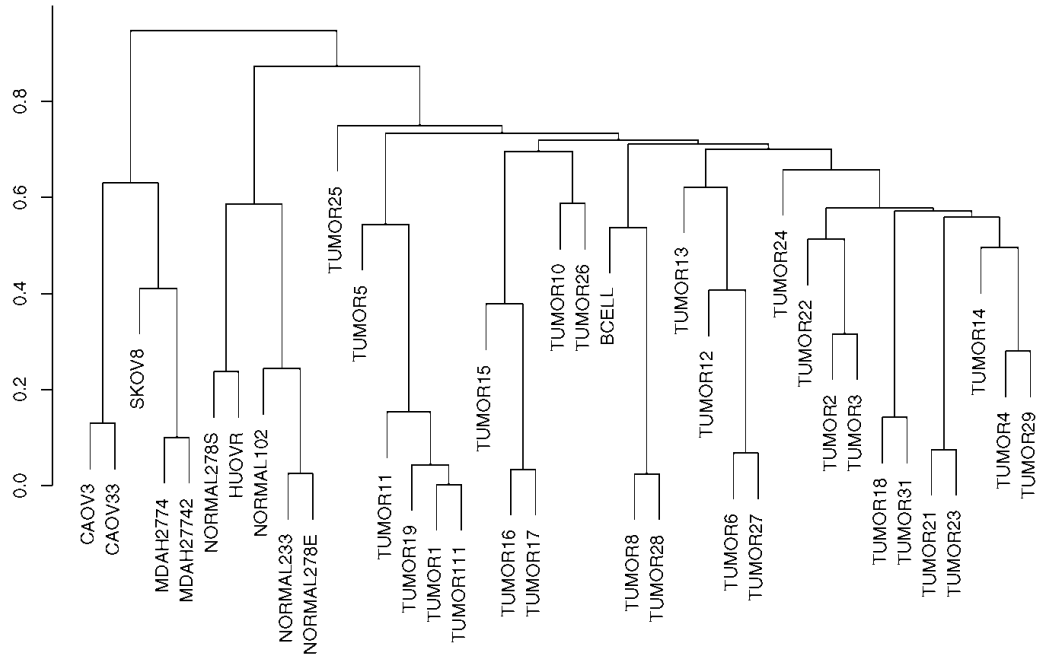 0.8
0.6
0.4
0.2
0.0
CAOV3
CAOV33
SKOV8
MDAH2774
MDAH27742
NORMAL278S
HUOVR
NORMAL102
NORMAL233
NORMAL278E
TUMOR25
TUMOR5
TUMOR11
TUMOR19
TUMOR1
TUMOR111
TUMOR15
TUMOR16
TUMOR17
TUMOR10
TUMOR26
BCELL
TUMOR8
TUMOR28
TUMOR13
TUMOR12
TUMOR6
TUMOR27
TUMOR24
TUMOR22
TUMOR2
TUMOR3
TUMOR18
TUMOR31
TUMOR21
TUMOR23
TUMOR14
TUMOR4
TUMOR29